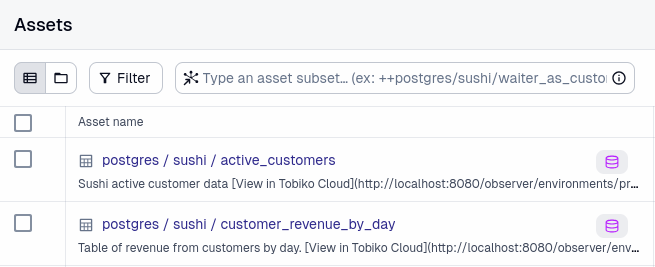 Assets
Filter
Type an asset subset... (ex: ++postgres/sushi/waiter_as_custo
Asset name
postgres / sushi / active_customers
Sushi active customer data [View in Tobiko Cloud](http://localhost:8080/observer/environments/pr...
postgres / sushi / customer_revenue_by_day
Table of revenue from customers by day. [View in Tobiko Cloud](http://localhost:8080/observer/env...